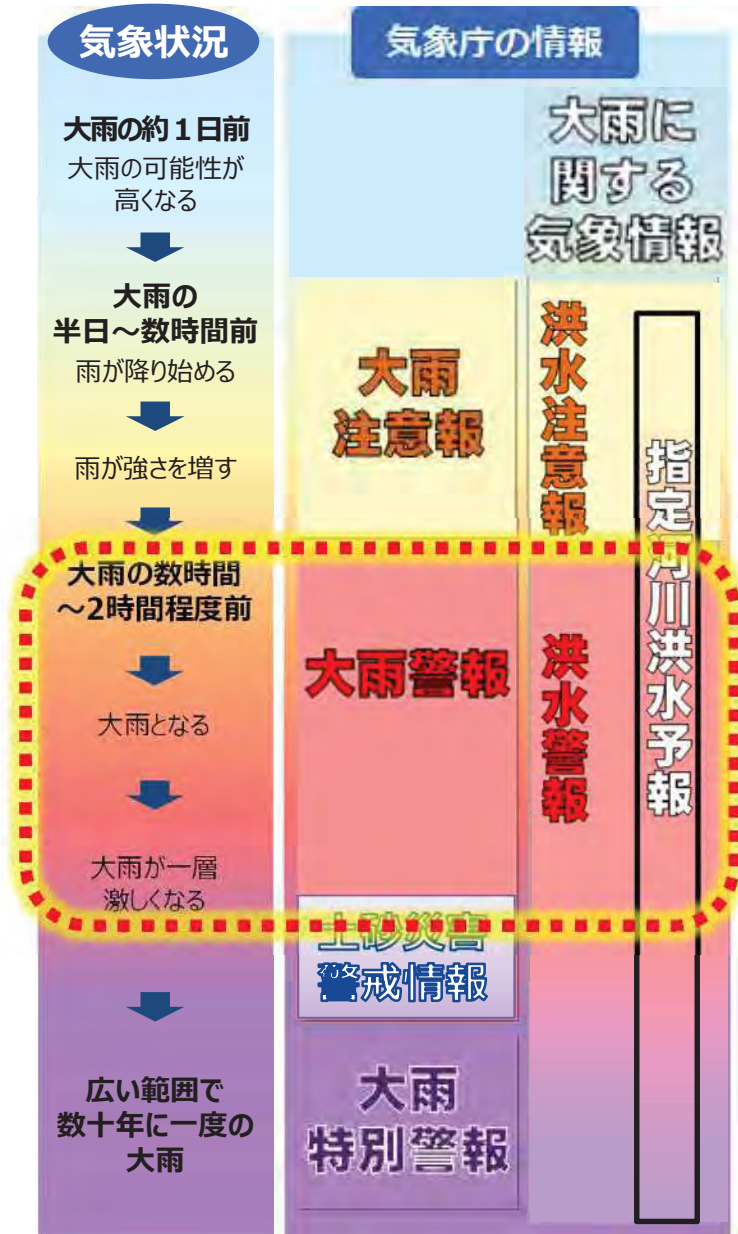 気象状況
大雨の約1日前
大雨の可能性が
高くなる
大雨の
半日～数時間前
雨が降り始める
雨が強さを増す
大雨の数時間
～2時間程度前
大雨となる
大雨が一層
激しくなる
広い範囲で
数十年に一度の
大雨
気象庁の情報
大雨に
関する
気象情報
大雨
注意報
洪水注意報
指定河川洪水予報
大雨警報
洪水警報
土砂災害
警戒情報
大雨
特別警報